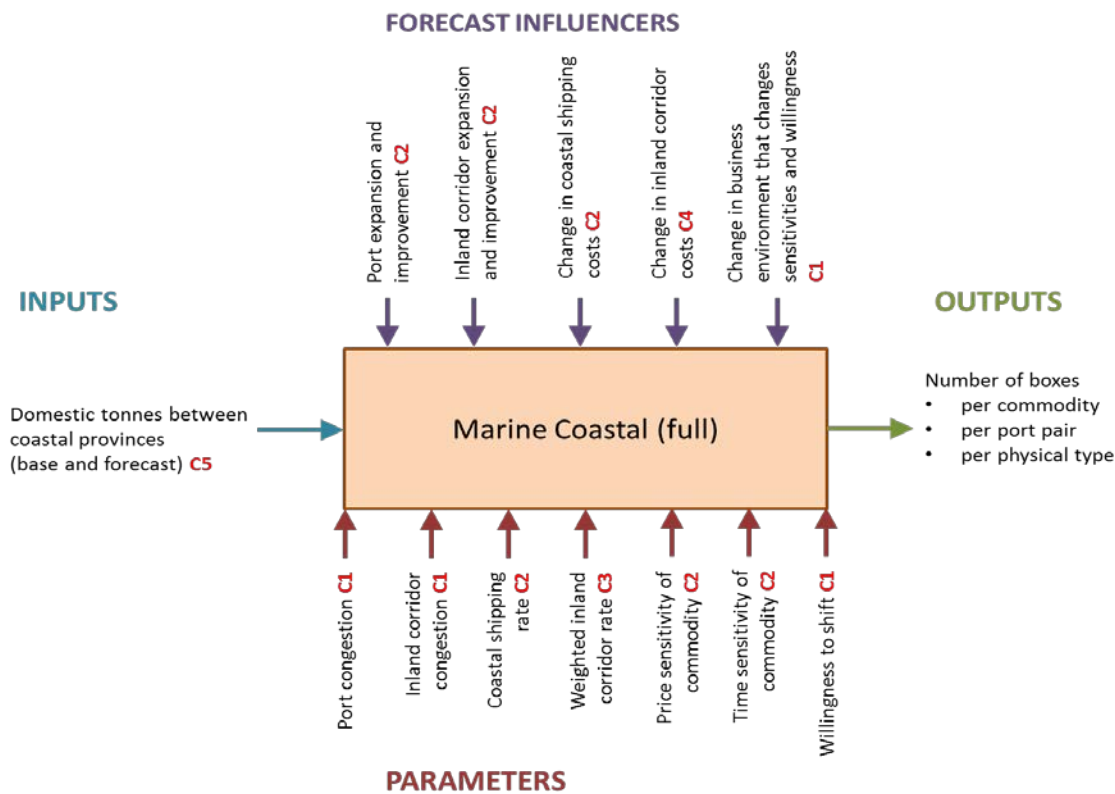 FORECAST INFLUENCERS
Port expansion and
improvement C2
Inland corridor expansion
and improvement C2
Change in coastal shipping
costs C2
Change in inland corridor
costs C4
Change in business
environment that changes
sensitivities and willingness
C1
INPUTS
OUTPUTS
Domestic tonnes between
coastal provinces
(base and forecast) C5
Marine Coastal (full)
Number of boxes
• per commodity
• per port pair
• per physical type
Port congestion C1
Inland corridor
congestion C1
Coastal shipping
rate C2
Weighted inland
corridor rate C3
Price sensitivity of
commodity C2
Time sensitivity of
commodity C2
Willingness to shift C1
PARAMETERS